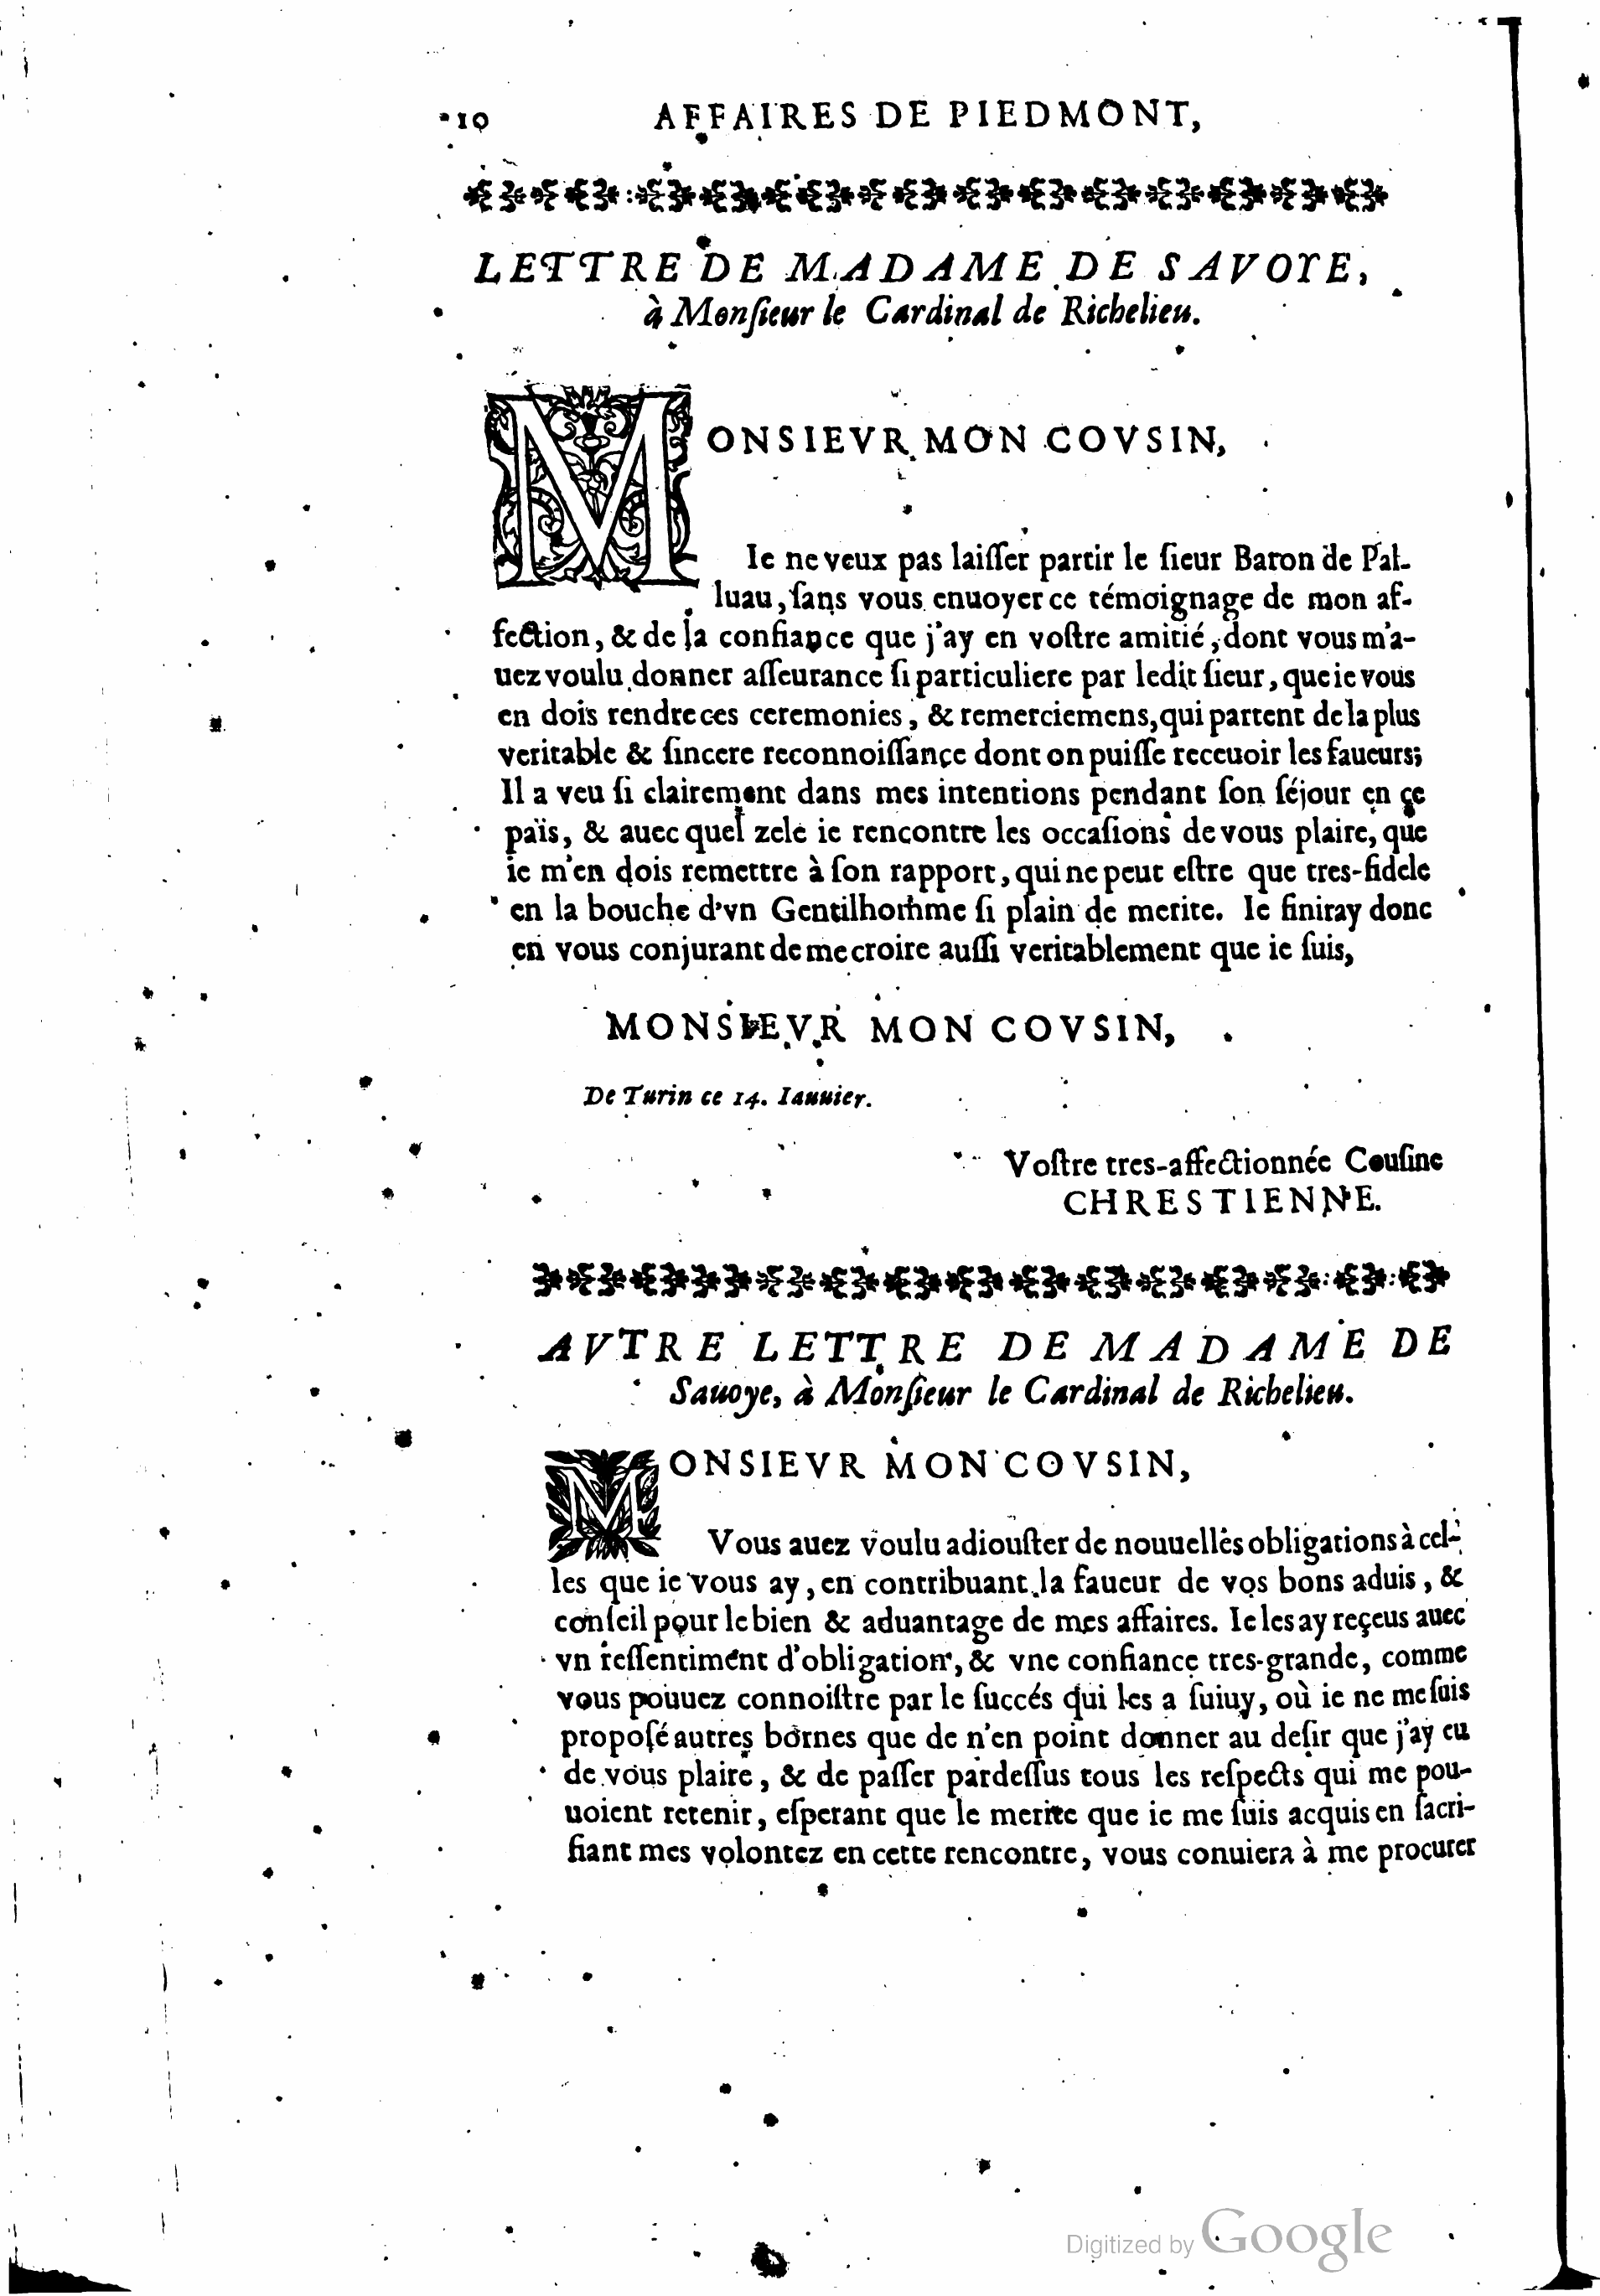 10 AFFAIRES DE PIEDMONT,
LETTRE DE MADAME DE SAVOYE,
à Monſieur le Cardinal de Richelieu.
MONSIEVR MON COVSIN,
Ie ne veux pas laiſſer partir le ſieur Baron de Pal-
luau, ſans vous enuoyer ce témoignage de mon af-
fection, & de la confiance que j'ay en voſtre amitié, dont vous m'a-
uez voulu donner aſſeurance ſi particuliere par ledit ſieur, que ie vous
en dois rendre ces ceremonies, & remerciemens, qui partent de la plus
veritable & ſincere reconnoiſſance dont on puiſſe receuoir les faueurs;
Il a veu ſi clairement dans mes intentions pendant ſon ſéjour en ce
païs, & auec quel zele ie rencontre les occaſions de vous plaire, que
ie m'en dois remettre à ſon rapport, qui ne peut eſtre que tres-fidele
en la bouche d'vn Gentilhomme ſi plain de merite. Ie finiray donc
en vous conjurant de me croire auſſi veritablement que ie ſuis,
MONSIEVR MON COVSIN,
De Turin ce 14. Ianuier.
Voſtre tres-affectionnée Couſine
CHRESTIENNE.
AVTRE LETTRE DE MADAME DE
Sauoye, à Monſieur le Cardinal de Richelieu.
MONSIEVR MON COVSIN,
Vous auez voulu adiouſter de nouuelles obligations à cel-
les que ie vous ay, en contribuant la faueur de vos bons aduis, &
conſeil pour le bien & aduantage de mes affaires. Ie les ay reçeus auec
vn reſſentiment d'obligation, & vne confiance tres-grande, comme
vous pouuez connoiſtre par le ſuccés qui les a ſuiuy, où ie ne me ſuis
propoſé autres bornes que de n'en point donner au deſir que j'ay eu
de vous plaire, & de paſſer pardeſſus tous les reſpects qui me pou-
uoient retenir, eſperant que le merite que ie me ſuis acquis en ſacri-
fiant mes volontez en cette rencontre, vous conuiera à me procurer
Digitized by Google